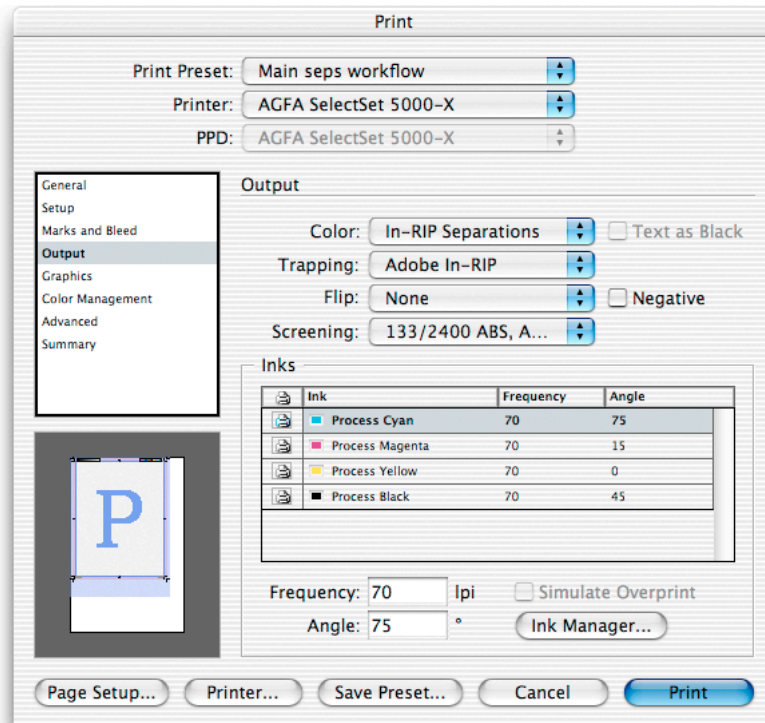 Print
Print Preset: Main seps workflow
Printer: AGFA SelectSet 5000-X
PPD: AGFA SelectSet 5000-X
General
Setup
Marks and Bleed
Output
Graphics
Color Management
Advanced
Summary
P
Output
Color: In-RIP Separations Text as Black
Trapping: Adobe In-RIP
Flip: None Negative
Screening: 133/2400 ABS, A...
Inks
Ink Frequency Angle
Process Cyan 70 75
Process Magenta 70 15
Process Yellow 70 0
Process Black 70 45
Frequency: 70 lpi Simulate Overprint
Angle: 75 ° Ink Manager...
Page Setup... Printer... Save Preset... Cancel Print